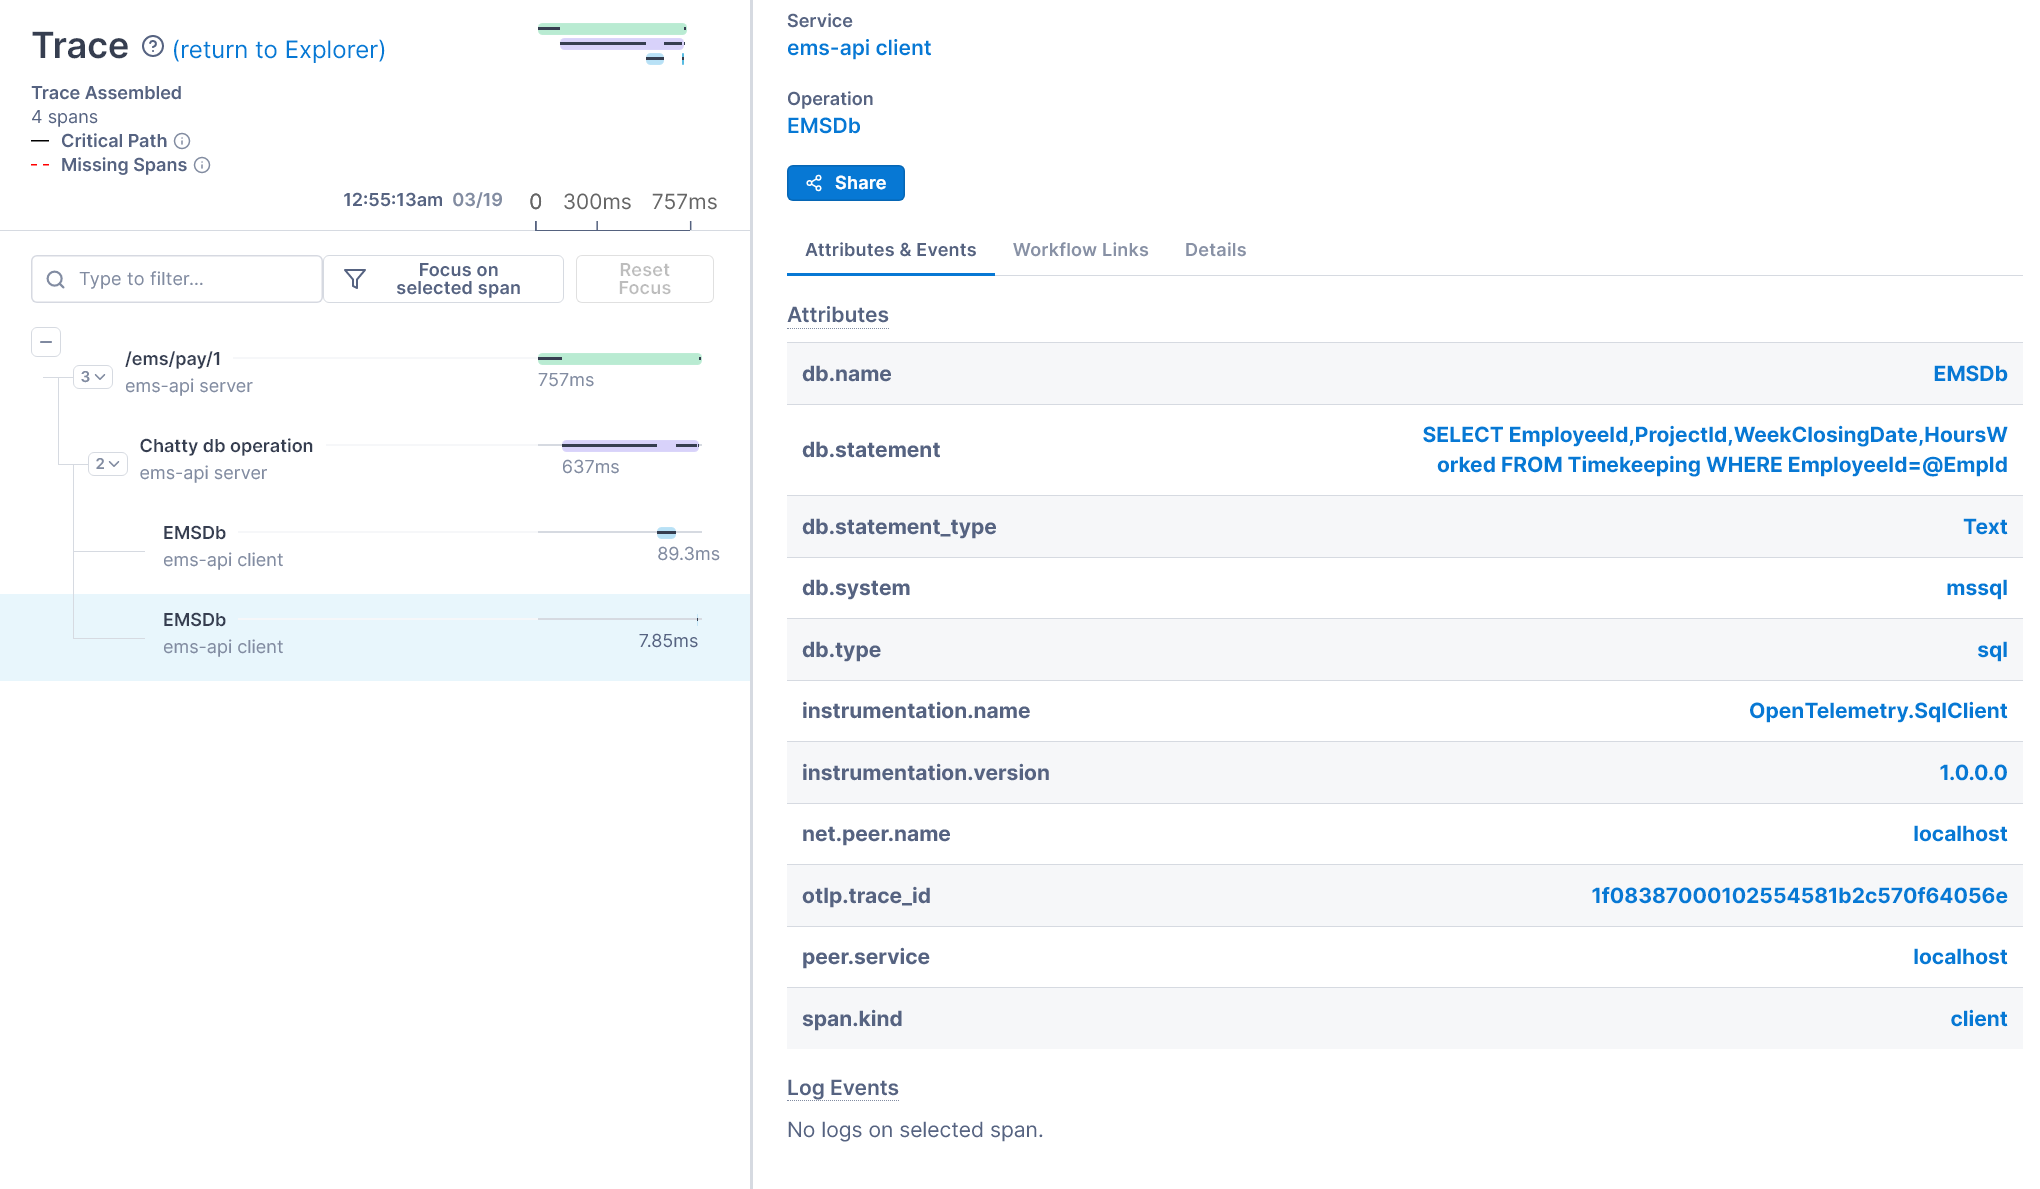 Trace (return to Explorer)
Trace Assembled
4 spans
Critical Path
Missing Spans
12:55:13am 03/19 0 300ms 757ms
Type to filter...
Focus on
selected span
Reset
Focus
3 /ems/pay/1
ems-api server
757ms
2 Chatty db operation
ems-api server
637ms
EMSDb
ems-api client
89.3ms
EMSDb
ems-api client
7.85ms
Service
ems-api client
Operation
EMSDb
Share
Attributes & Events Workflow Links Details
Attributes
db.name EMSDb
db.statement SELECT EmployeeId,ProjectId,WeekClosingDate,HoursW
orked FROM Timekeeping WHERE EmployeeId=@EmpId
db.statement_type Text
db.system mssql
db.type sql
instrumentation.name OpenTelemetry.SqlClient
instrumentation.version 1.0.0.0
net.peer.name localhost
otlp.trace_id 1f08387000102554581b2c570f64056e
peer.service localhost
span.kind client
Log Events
No logs on selected span.